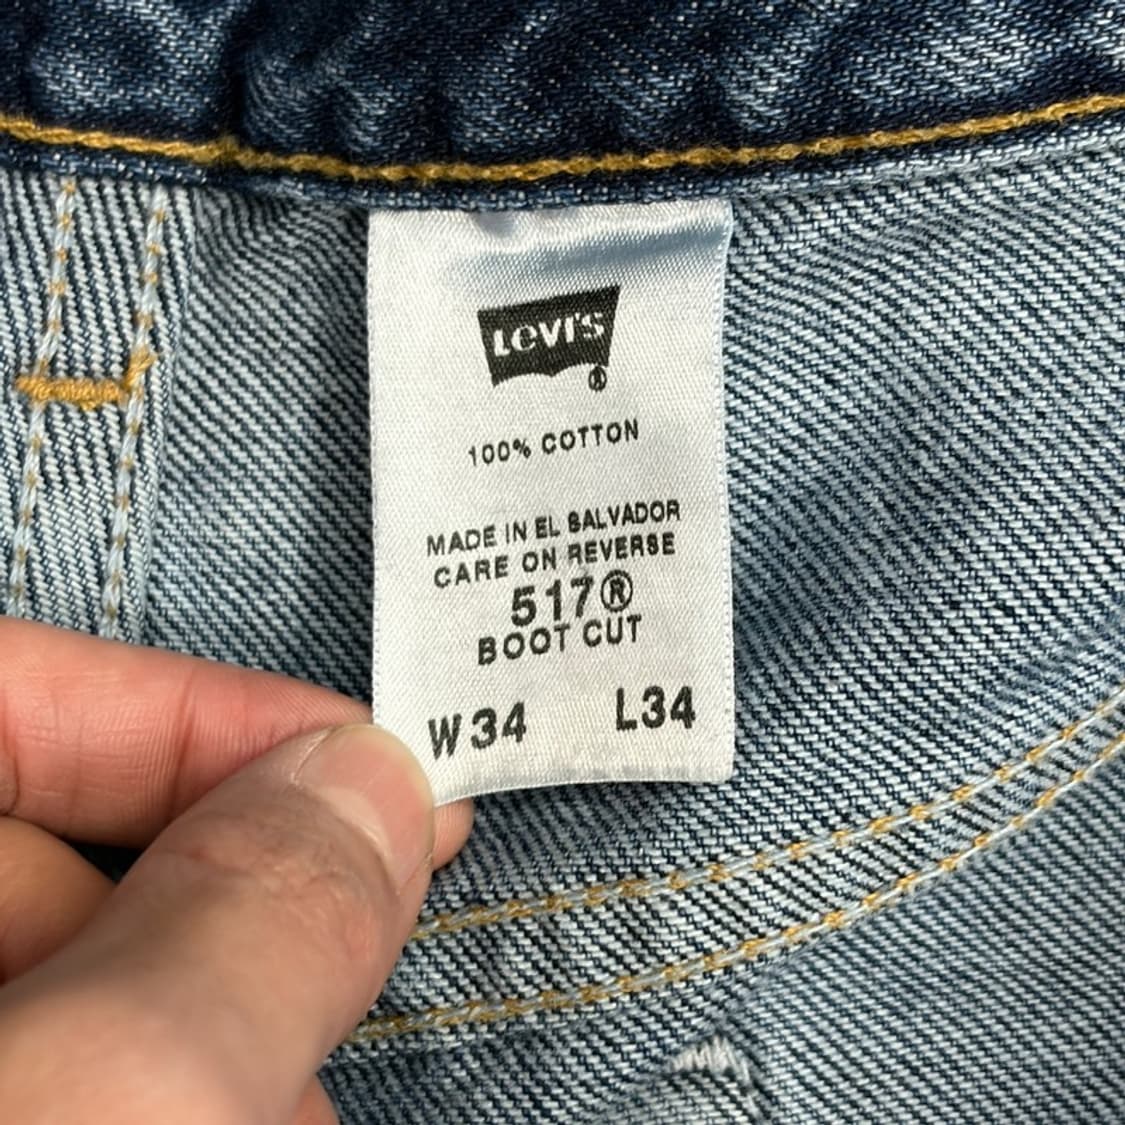 LEVI'S
®
100% COTTON
MADE IN EL SALVADOR
CARE ON REVERSE
517®
BOOT CUT
W34 L34